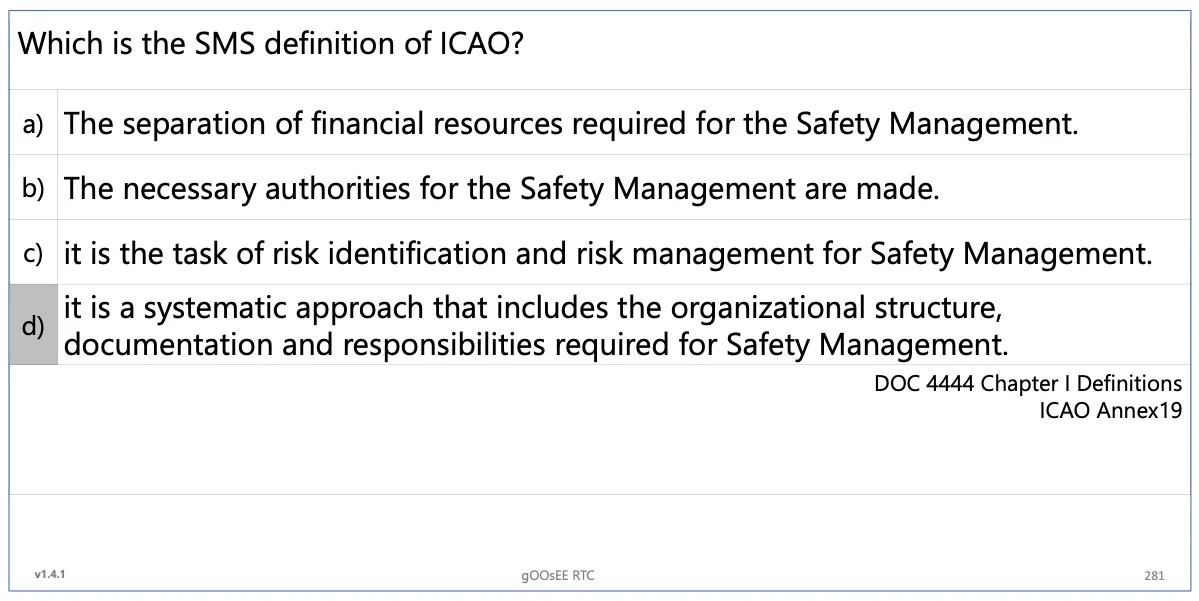 Which is the SMS definition of ICAO?
a) The separation of financial resources required for the Safety Management.
b) The necessary authorities for the Safety Management are made.
c) it is the task of risk identification and risk management for Safety Management.
d) it is a systematic approach that includes the organizational structure,
documentation and responsibilities required for Safety Management.
DOC 4444 Chapter I Definitions
ICAO Annex19
v1.4.1 gOOsEE RTC 281